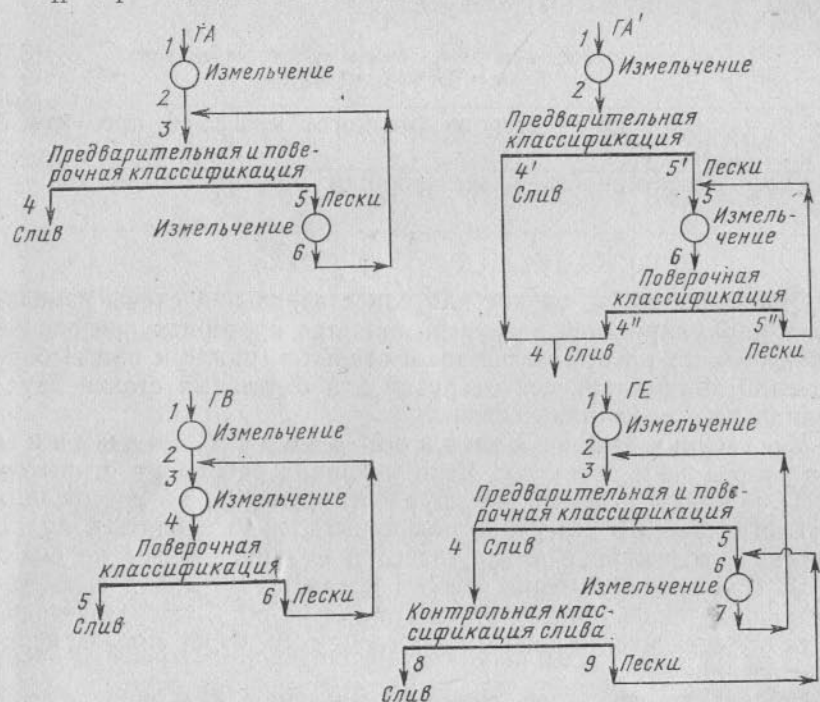 1 ГА
Измельчение
2
3
Предварительная и пове-
рочная классификация
4
Слив
5 Пески
Измельчение
6
1 ГА'
Измельчение
2
Предварительная
классификация
4'
Слив
5' Пески
5
Измель-
чение
6
Поверочная
классификация
4" 5"
4 Слив
Пески
1 ГВ
Измельчение
2
3
Измельчение
4
Поверочная
классификация
5
Слив
6 Пески
1 ГЕ
Измельчение
2
3
Предварительная и пове-
рочная классификация
4 Слив
5
6
Измельчение
7
Контрольная клас-
сификация слива
8
Слив
9 Пески